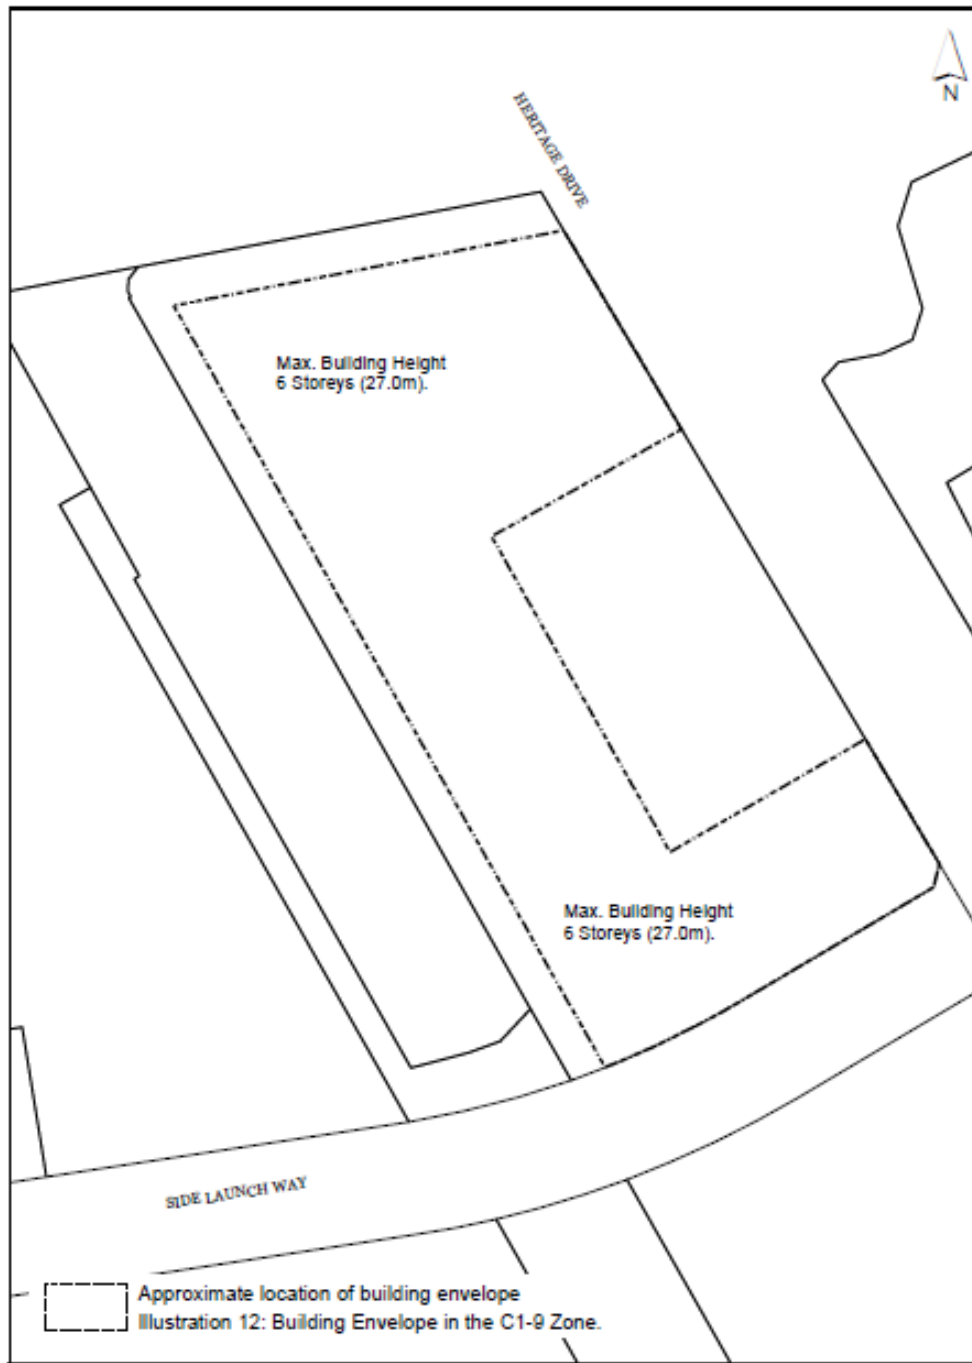 N
HERITAGE DRIVE
Max. Building Height
6 Storeys (27.0m).
Max. Building Height
6 Storeys (27.0m).
SIDE LAUNCH WAY
Approximate location of building envelope
Illustration 12: Building Envelope in the C1-9 Zone.